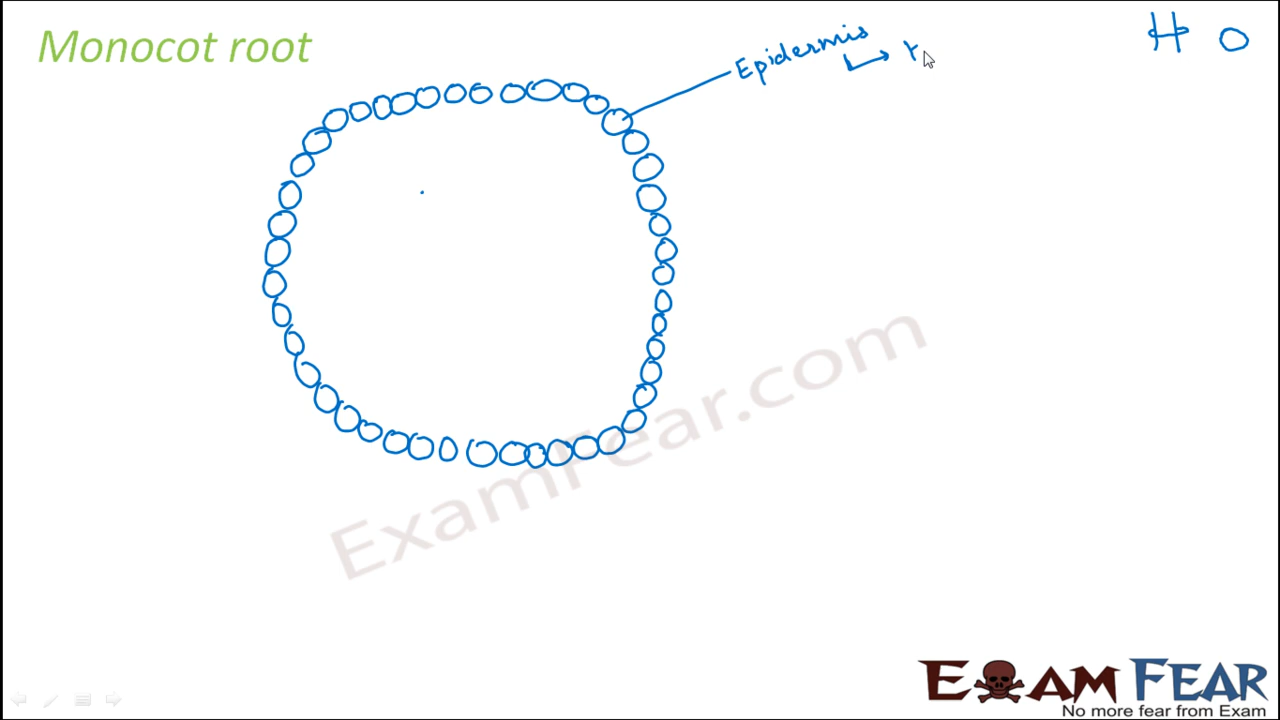 Monocot root
Epidermis
H O
ExamFear.com
EXAM FEAR
No more fear from Exam